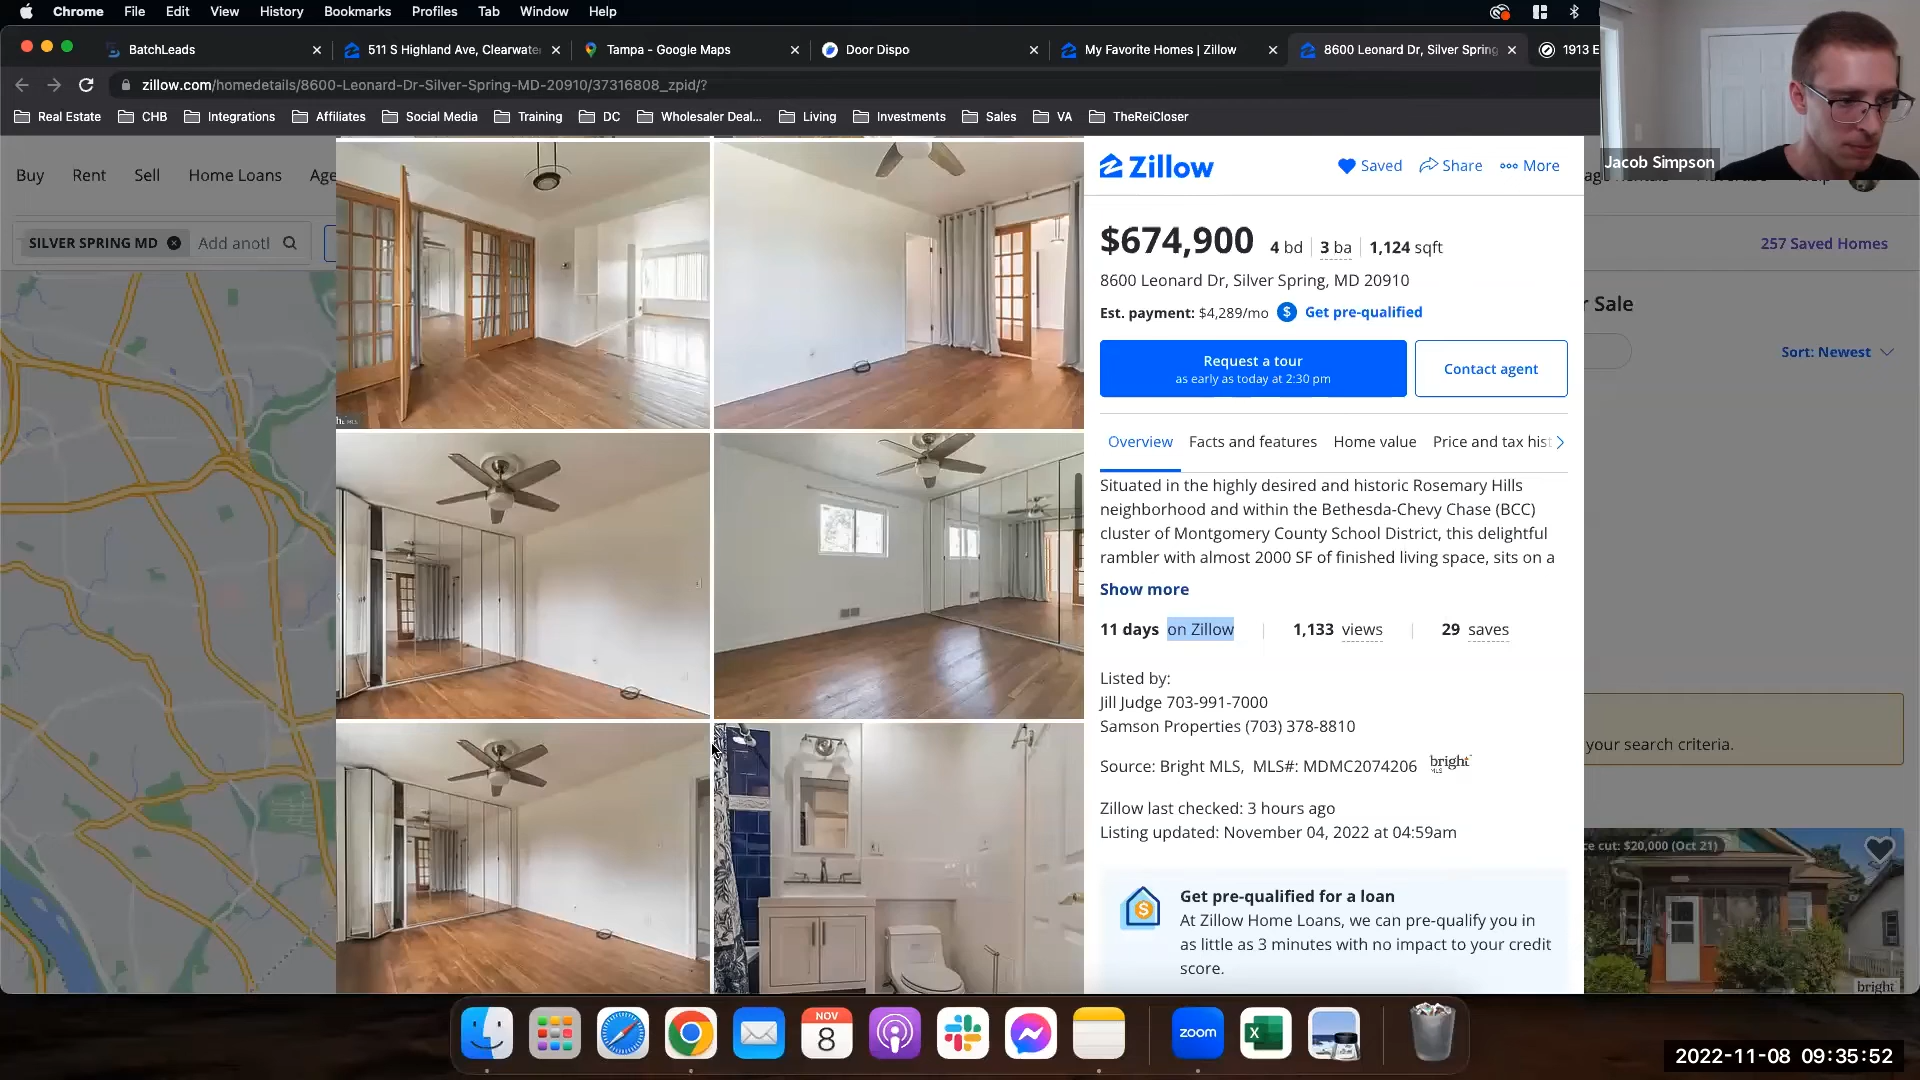 Chrome File Edit View History Bookmarks Profiles Tab Window Help
BatchLeads
511 S Highland Ave, Clearwate
Tampa - Google Maps
Door Dispo
My Favorite Homes | Zillow
8600 Leonard Dr, Silver Spring
1913 E
zillow.com/homedetails/8600-Leonard-Dr-Silver-Spring-MD-20910/37316808_zpid/?
Real Estate CHB Integrations Affiliates Social Media Training DC Wholesaler Deal... Living Investments Sales VA TheReiCloser
Jacob Simpson
Buy Rent Sell Home Loans Age
SILVER SPRING MD Add anotl
257 Saved Homes
r Sale
Sort: Newest
your search criteria.
ce cut: $20,000 (Oct 21)
bright
Zillow
Saved Share More
$674,900 4 bd 3 ba 1,124 sqft
8600 Leonard Dr, Silver Spring, MD 20910
Est. payment: $4,289/mo $ Get pre-qualified
Request a tour
as early as today at 2:30 pm
Contact agent
Overview Facts and features Home value Price and tax hist
Situated in the highly desired and historic Rosemary Hills
neighborhood and within the Bethesda-Chevy Chase (BCC)
cluster of Montgomery County School District, this delightful
rambler with almost 2000 SF of finished living space, sits on a
Show more
11 days on Zillow 1,133 views 29 saves
Listed by:
Jill Judge 703-991-7000
Samson Properties (703) 378-8810
Source: Bright MLS, MLS#: MDMC2074206 bright MLS
Zillow last checked: 3 hours ago
Listing updated: November 04, 2022 at 04:59am
Get pre-qualified for a loan
At Zillow Home Loans, we can pre-qualify you in
as little as 3 minutes with no impact to your credit
score.
NOV
8
zoom
X
2022-11-08 09:35:52